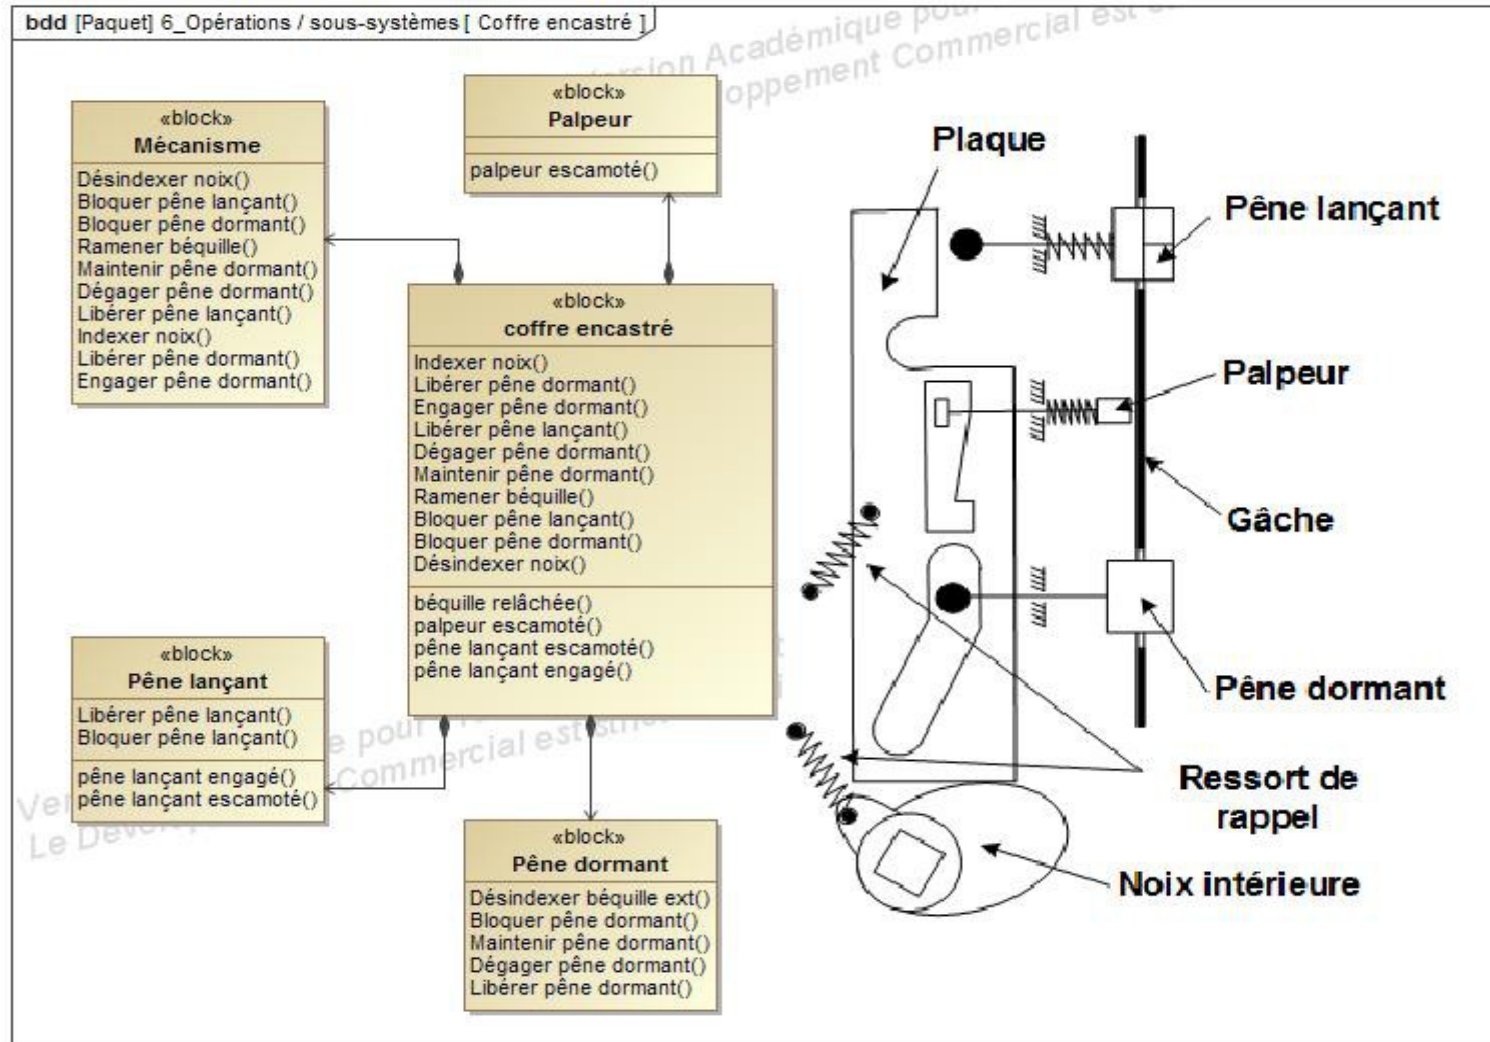 bdd [Paquet] 6_Opérations / sous-systèmes [ Coffre encastré ]
«block»
Mécanisme
Désindexer noix()
Bloquer pêne lançant()
Bloquer pêne dormant()
Ramener béquille()
Maintenir pêne dormant()
Dégager pêne dormant()
Libérer pêne lançant()
Indexer noix()
Libérer pêne dormant()
Engager pêne dormant()
«block»
Palpeur
palpeur escamoté()
«block»
coffre encastré
Indexer noix()
Libérer pêne dormant()
Engager pêne dormant()
Libérer pêne lançant()
Dégager pêne dormant()
Maintenir pêne dormant()
Ramener béquille()
Bloquer pêne lançant()
Bloquer pêne dormant()
Désindexer noix()
béquille relâchée()
palpeur escamoté()
pêne lançant escamoté()
pêne lançant engagé()
«block»
Pêne lançant
Libérer pêne lançant()
Bloquer pêne lançant()
pêne lançant engagé()
pêne lançant escamoté()
«block»
Pêne dormant
Désindexer béquille ext()
Bloquer pêne dormant()
Maintenir pêne dormant()
Dégager pêne dormant()
Libérer pêne dormant()
Plaque
Pêne lançant
Palpeur
Gâche
Pêne dormant
Ressort de
rappel
Noix intérieure
Académique
Commercial est
Commercial est